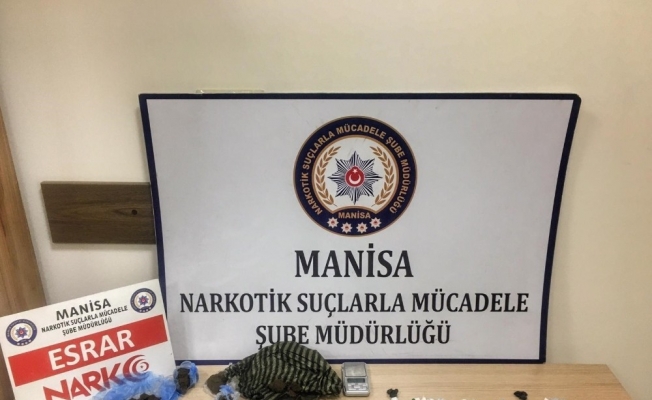 NARKOTİK SUÇLARLA MÜCADELE ŞUBE MÜDÜRLÜĞÜ
MANİSA
MANİSA
NARKOTİK SUÇLARLA MÜCADELE
ŞUBE MÜDÜRLÜĞÜ
MANİSA
NARKOTİK SUÇLARLA MÜCADELE
ŞUBE MÜDÜRLÜĞÜ
ESRAR
NARKO